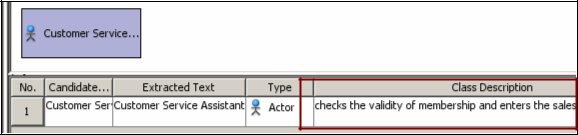 Customer Service...
No. Candidate... Extracted Text Type Class Description
1 Customer Ser Customer Service Assistant Actor checks the validity of membership and enters the sales